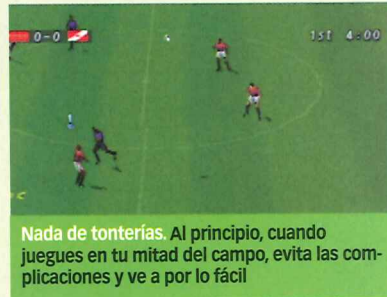 0-0
1ST 4:00
Nada de tonterías. Al principio, cuando
juegues en tu mitad del campo, evita las com-
plicaciones y ve a por lo fácil